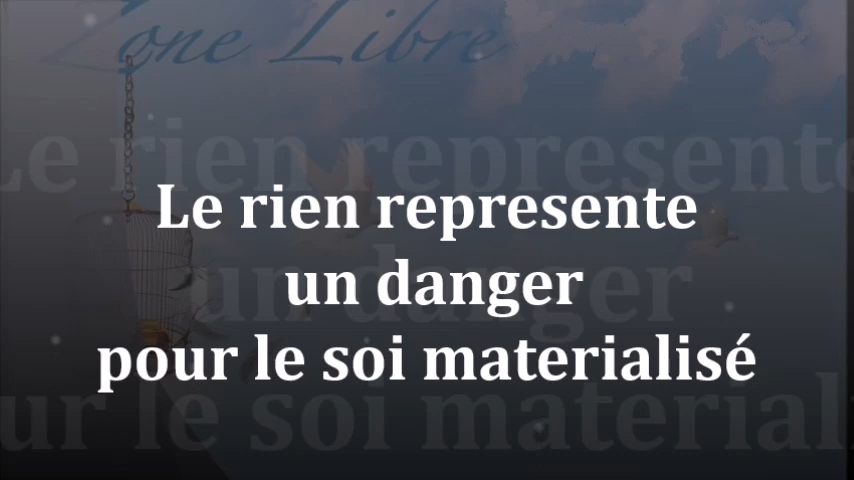 Zone Libre
Le rien represente
un danger
pour le soi materialisé